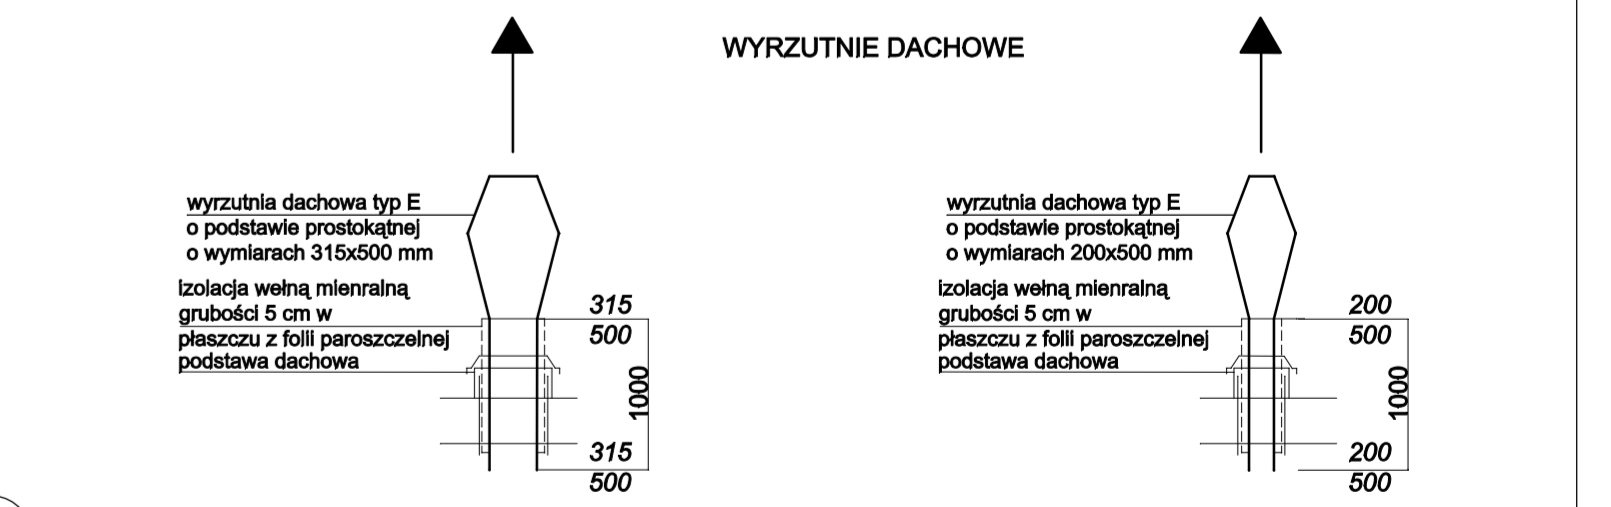 WYRZUTNIE DACHOWE
wyrzutnia dachowa typ E
o podstawie prostokątnej
o wymiarach 315x500 mm
izolacja wełną mienralną
grubości 5 cm w
płaszczu z folii paroszczelnej
podstawa dachowa
315
500
1000
315
500
wyrzutnia dachowa typ E
o podstawie prostokątnej
o wymiarach 200x500 mm
izolacja wełną mienralną
grubości 5 cm w
płaszczu z folii paroszczelnej
podstawa dachowa
200
500
1000
200
500